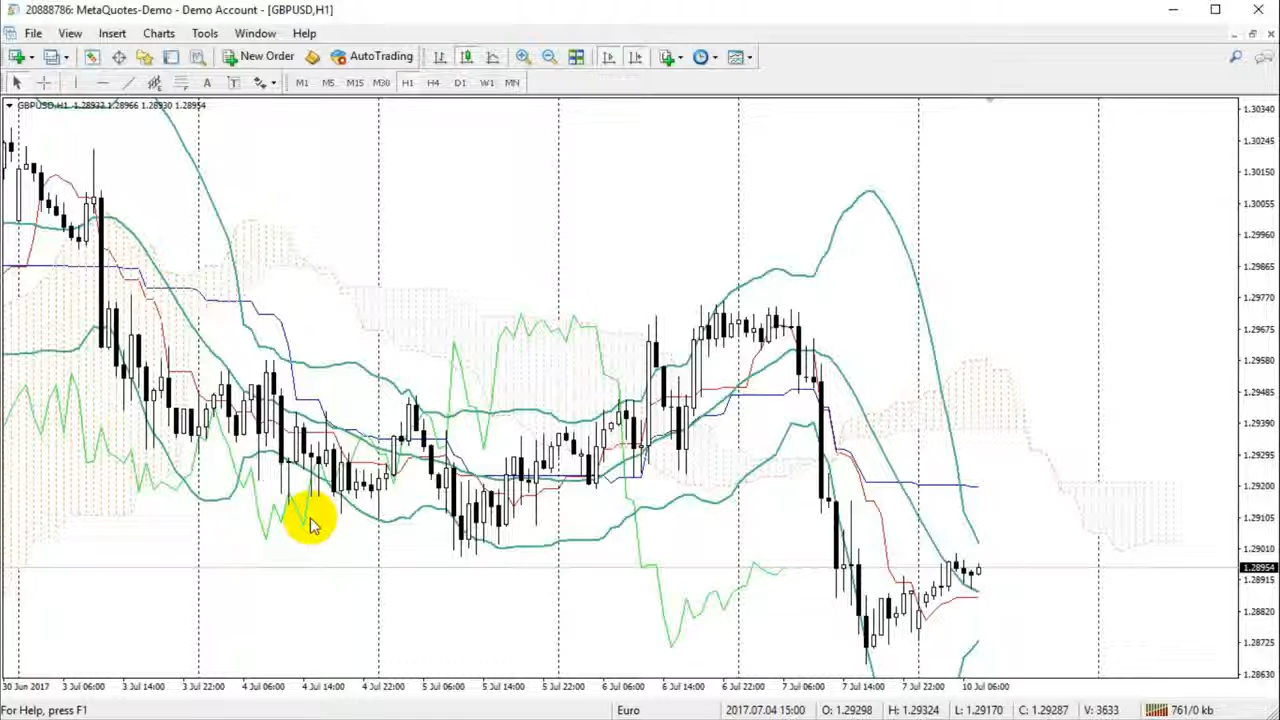 20888786: MetaQuotes-Demo - Demo Account - [GBPUSD,H1]
File View Insert Charts Tools Window Help
New Order AutoTrading
A T M1 M5 M15 M30 H1 H4 D1 W1 MN
GBPUSD,H1 1.28933 1.28966 1.28930 1.28954
1.30340
1.30245
1.30150
1.30055
1.29960
1.29865
1.29770
1.29675
1.29580
1.29485
1.29390
1.29295
1.29200
1.29105
1.29010
1.28954
1.28915
1.28820
1.28725
1.28630
30 Jun 2017 3 Jul 06:00 3 Jul 14:00 3 Jul 22:00 4 Jul 06:00 4 Jul 14:00 4 Jul 22:00 5 Jul 06:00 5 Jul 14:00 5 Jul 22:00 6 Jul 06:00 6 Jul 14:00 6 Jul 22:00 7 Jul 06:00 7 Jul 14:00 7 Jul 22:00 10 Jul 06:00
For Help, press F1 Euro 2017.07.04 15:00 O: 1.29298 H: 1.29324 L: 1.29170 C: 1.29287 V: 3633 761/0 kb